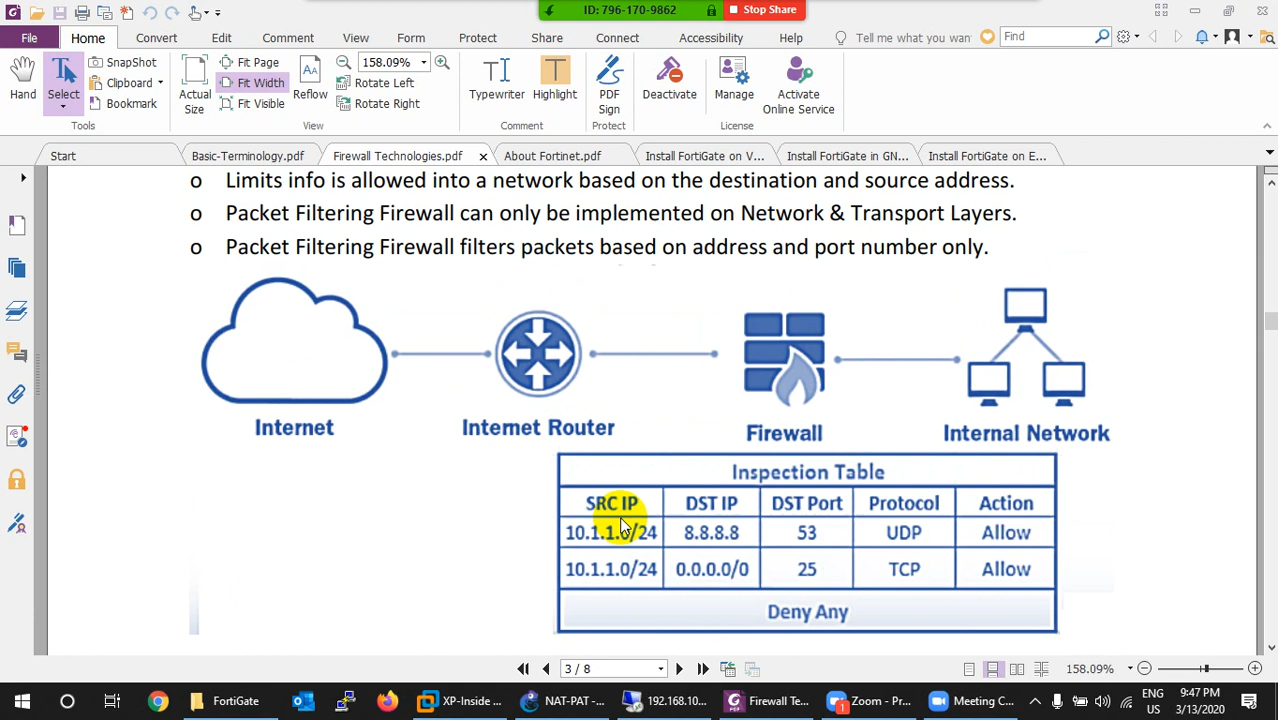 ID: 796-170-9862
Stop Share
File
Home
Convert
Edit
Comment
View
Form
Protect
Share
Connect
Accessibility
Help
Tell me what you want
Find
Hand
Select
SnapShot
Clipboard
Bookmark
Tools
Actual Size
Fit Page
Fit Width
Fit Visible
Reflow
158.09%
Rotate Left
Rotate Right
View
Typewriter
Highlight
Comment
PDF Sign
Protect
Deactivate
Manage
Activate Online Service
License
Start
Basic-Terminology.pdf
Firewall Technologies.pdf
About Fortinet.pdf
Install FortiGate on V...
Install FortiGate in GN...
Install FortiGate on E...
o Limits info is allowed into a network based on the destination and source address.
o Packet Filtering Firewall can only be implemented on Network & Transport Layers.
o Packet Filtering Firewall filters packets based on address and port number only.
Internet
Internet Router
Firewall
Internal Network
Inspection Table
SRC IP DST IP DST Port Protocol Action
10.1.1.0/24 8.8.8.8 53 UDP Allow
10.1.1.0/24 0.0.0.0/0 25 TCP Allow
Deny Any
3 / 8
158.09%
FortiGate
XP-Inside
NAT-PAT -...
192.168.10...
Firewall Te...
Zoom - Pr...
Meeting C...
ENG
US
9:47 PM
3/13/2020